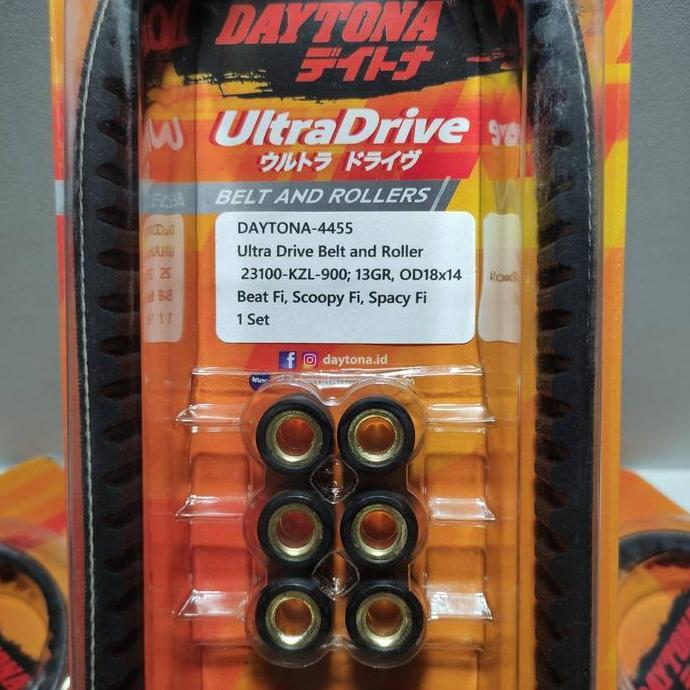 DAYTONA
デイトナ
UltraDrive
ウルトラ ドライヴ
BELT AND ROLLERS
DAYTONA-4455
Ultra Drive Belt and Roller
23100-KZL-900; 13GR, OD18x14
Beat Fi, Scoopy Fi, Spacy Fi
1 Set
daytona.id
DAYTONA